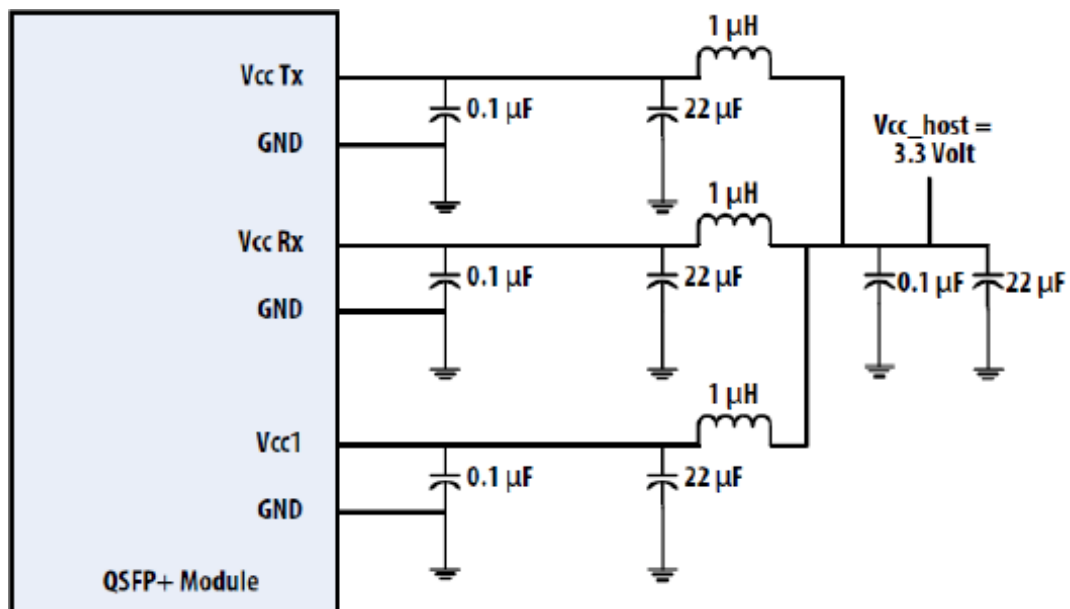 1 µH
Vcc Tx
0.1 µF
22 µF
GND
Vcc_host =
3.3 Volt
1 µH
Vcc Rx
0.1 µF
22 µF
0.1 µF
22 µF
GND
1 µH
Vcc1
0.1 µF
22 µF
GND
QSFP+ Module